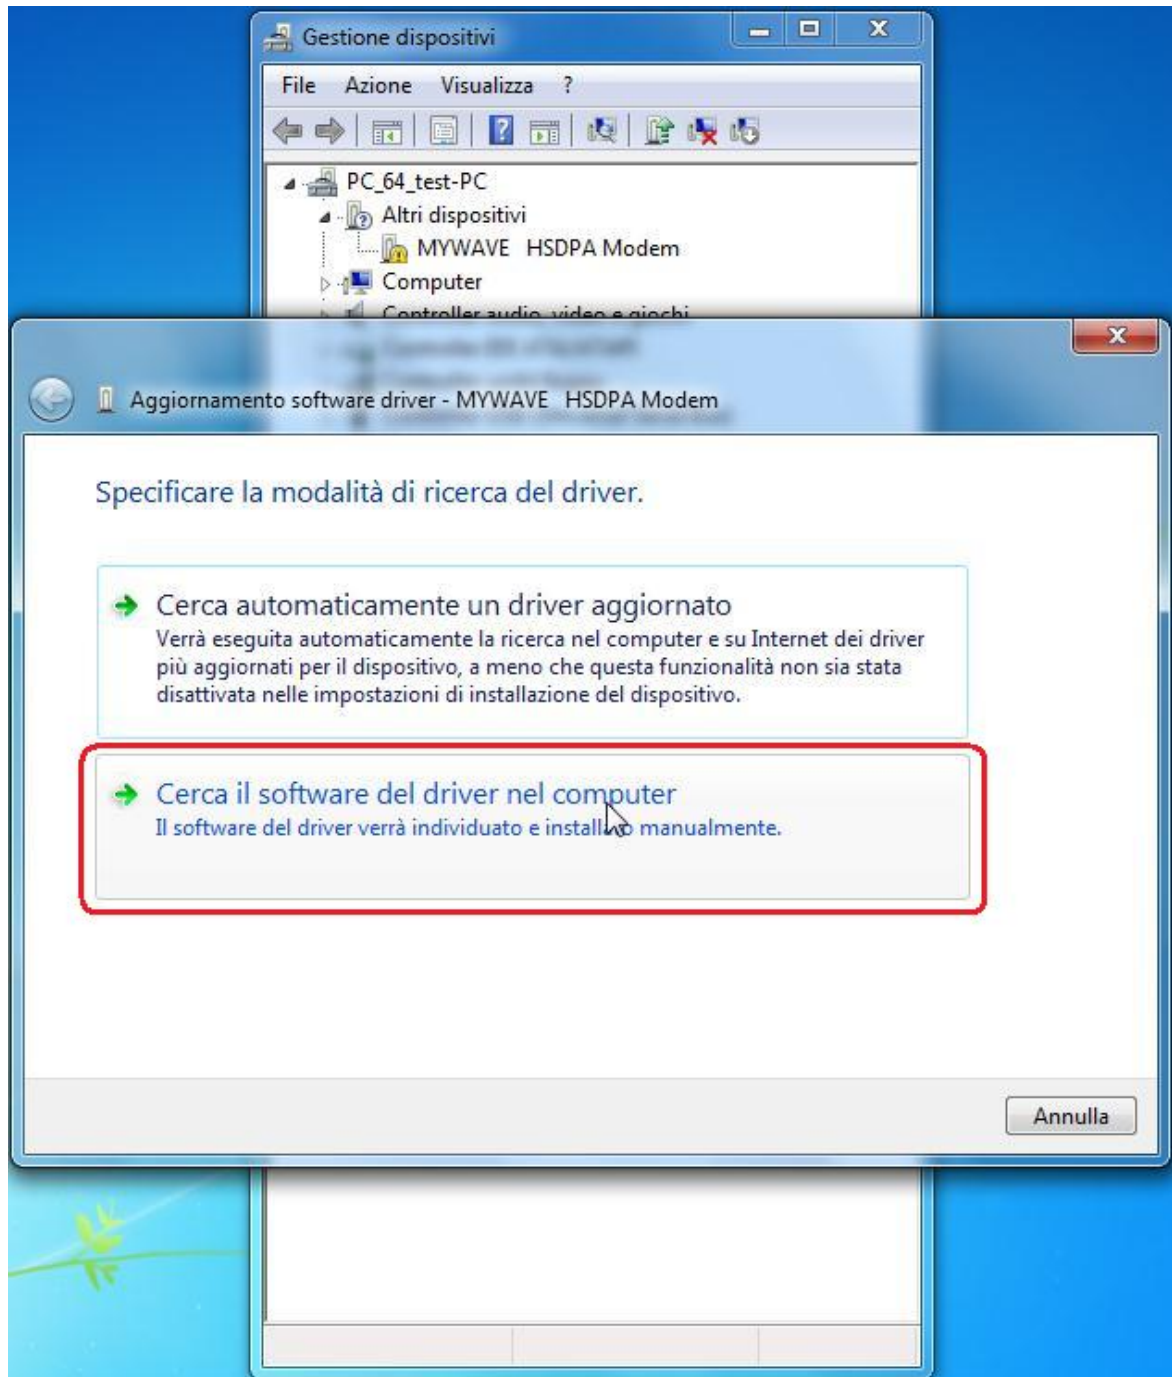 Gestione dispositivi
File Azione Visualizza ?
PC_64_test-PC
Altri dispositivi
MYWAVE HSDPA Modem
Computer
Controller audio, video e giochi
Aggiornamento software driver - MYWAVE HSDPA Modem
Specificare la modalità di ricerca del driver.
Cerca automaticamente un driver aggiornato
Verrà eseguita automaticamente la ricerca nel computer e su Internet dei driver
più aggiornati per il dispositivo, a meno che questa funzionalità non sia stata
disattivata nelle impostazioni di installazione del dispositivo.
Cerca il software del driver nel computer
Il software del driver verrà individuato e installato manualmente.
Annulla